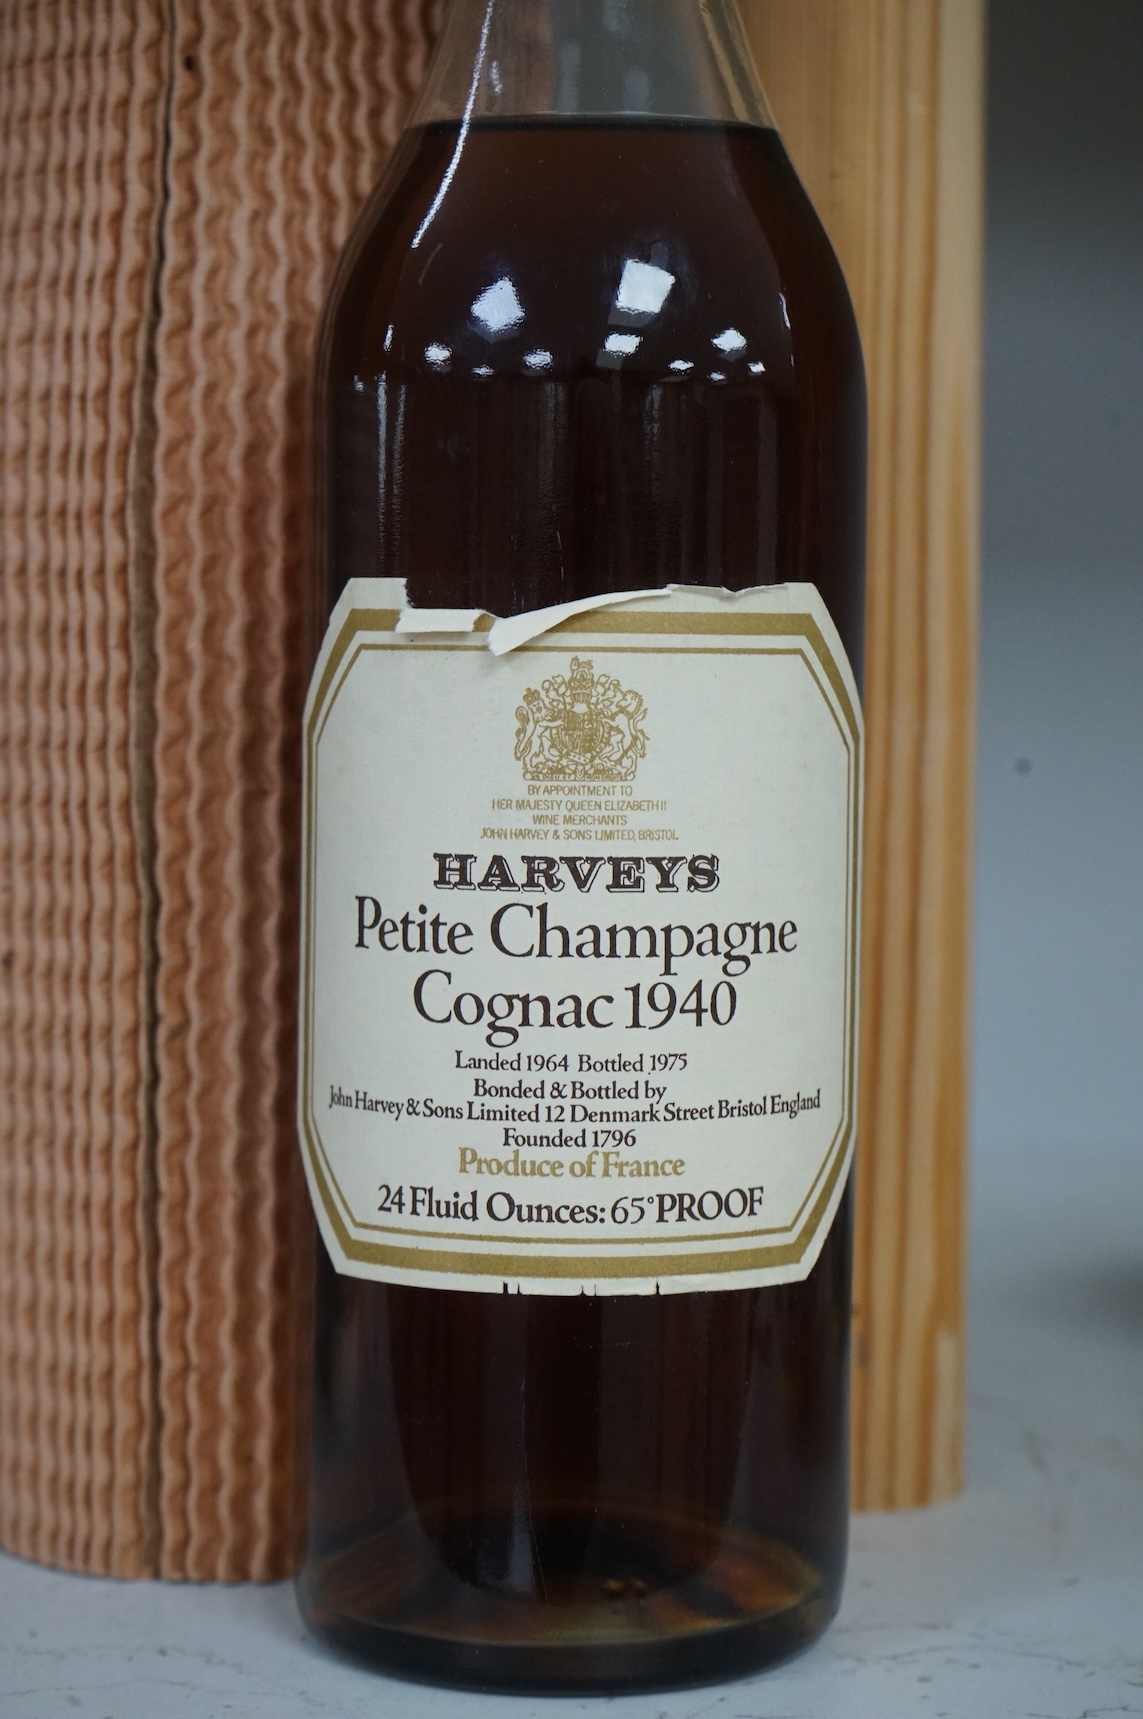 BY APPOINTMENT TO
HER MAJESTY QUEEN ELIZABETH II
WINE MERCHANTS
JOHN HARVEY & SONS LIMITED, BRISTOL
HARVEYS
Petite Champagne
Cognac 1940
Landed 1964 Bottled 1975
Bonded & Bottled by
John Harvey & Sons Limited 12 Denmark Street Bristol England
Founded 1796
Produce of France
24 Fluid Ounces: 65° PROOF